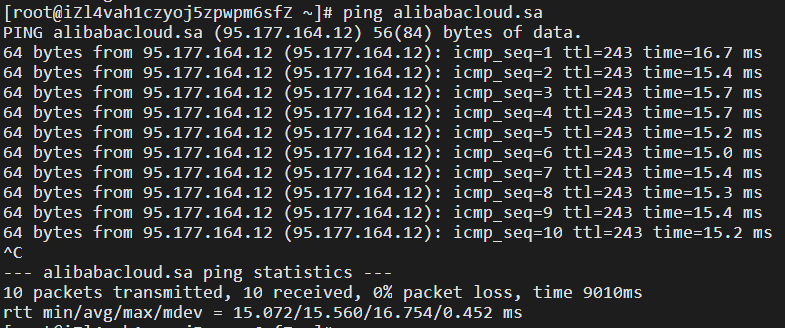 [root@iZl4vah1czyoj5zpwpm6sfZ ~]# ping alibabacloud.sa
PING alibabacloud.sa (95.177.164.12) 56(84) bytes of data.
64 bytes from 95.177.164.12 (95.177.164.12): icmp_seq=1 ttl=243 time=16.7 ms
64 bytes from 95.177.164.12 (95.177.164.12): icmp_seq=2 ttl=243 time=15.4 ms
64 bytes from 95.177.164.12 (95.177.164.12): icmp_seq=3 ttl=243 time=15.7 ms
64 bytes from 95.177.164.12 (95.177.164.12): icmp_seq=4 ttl=243 time=15.7 ms
64 bytes from 95.177.164.12 (95.177.164.12): icmp_seq=5 ttl=243 time=15.2 ms
64 bytes from 95.177.164.12 (95.177.164.12): icmp_seq=6 ttl=243 time=15.0 ms
64 bytes from 95.177.164.12 (95.177.164.12): icmp_seq=7 ttl=243 time=15.4 ms
64 bytes from 95.177.164.12 (95.177.164.12): icmp_seq=8 ttl=243 time=15.3 ms
64 bytes from 95.177.164.12 (95.177.164.12): icmp_seq=9 ttl=243 time=15.4 ms
64 bytes from 95.177.164.12 (95.177.164.12): icmp_seq=10 ttl=243 time=15.2 ms
^C
--- alibabacloud.sa ping statistics ---
10 packets transmitted, 10 received, 0% packet loss, time 9010ms
rtt min/avg/max/mdev = 15.072/15.560/16.754/0.452 ms